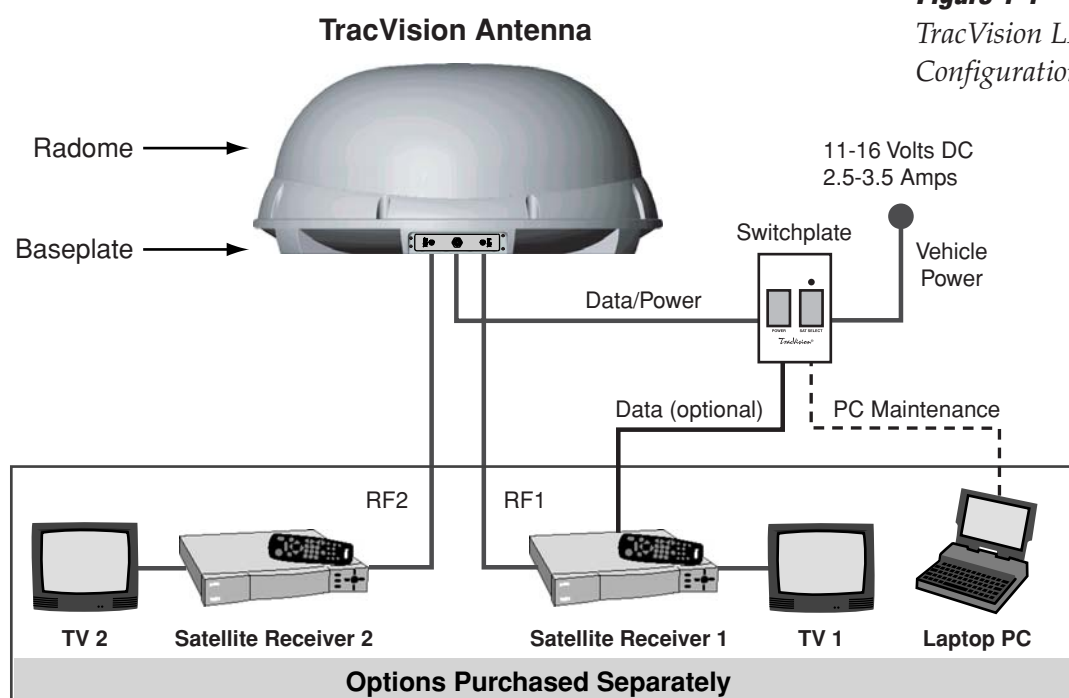 TracVision Antenna
Configuration
Radome
11-16 Volts DC
2.5-3.5 Amps
Baseplate
Switchplate
Vehicle
Power
Data/Power
POWER
SAT SELECT
TracVision®
Data (optional)
PC Maintenance
RF2
RF1
TV 2
Satellite Receiver 2
Satellite Receiver 1
TV 1
Laptop PC
Options Purchased Separately